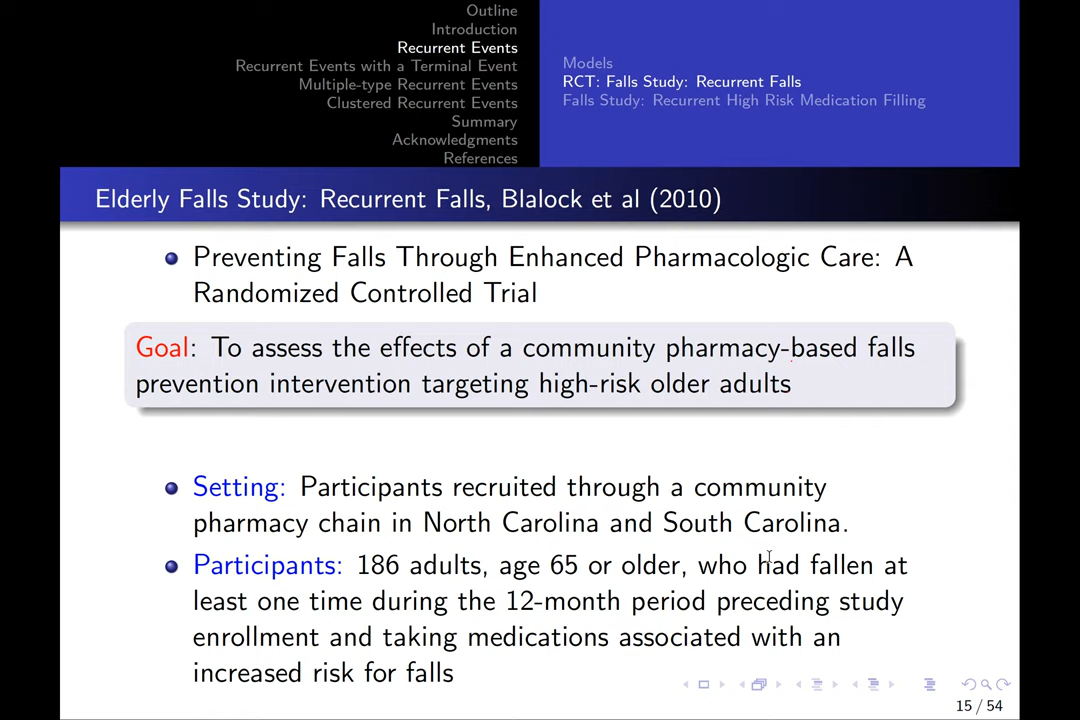 Outline
Introduction
Recurrent Events
Recurrent Events with a Terminal Event
Multiple-type Recurrent Events
Clustered Recurrent Events
Summary
Acknowledgments
References
Models
RCT: Falls Study: Recurrent Falls
Falls Study: Recurrent High Risk Medication Filling
Elderly Falls Study: Recurrent Falls, Blalock et al (2010)
Preventing Falls Through Enhanced Pharmacologic Care: A
Randomized Controlled Trial
Goal: To assess the effects of a community pharmacy-based falls
prevention intervention targeting high-risk older adults
Setting: Participants recruited through a community
pharmacy chain in North Carolina and South Carolina.
Participants: 186 adults, age 65 or older, who had fallen at
least one time during the 12-month period preceding study
enrollment and taking medications associated with an
increased risk for falls
15 / 54